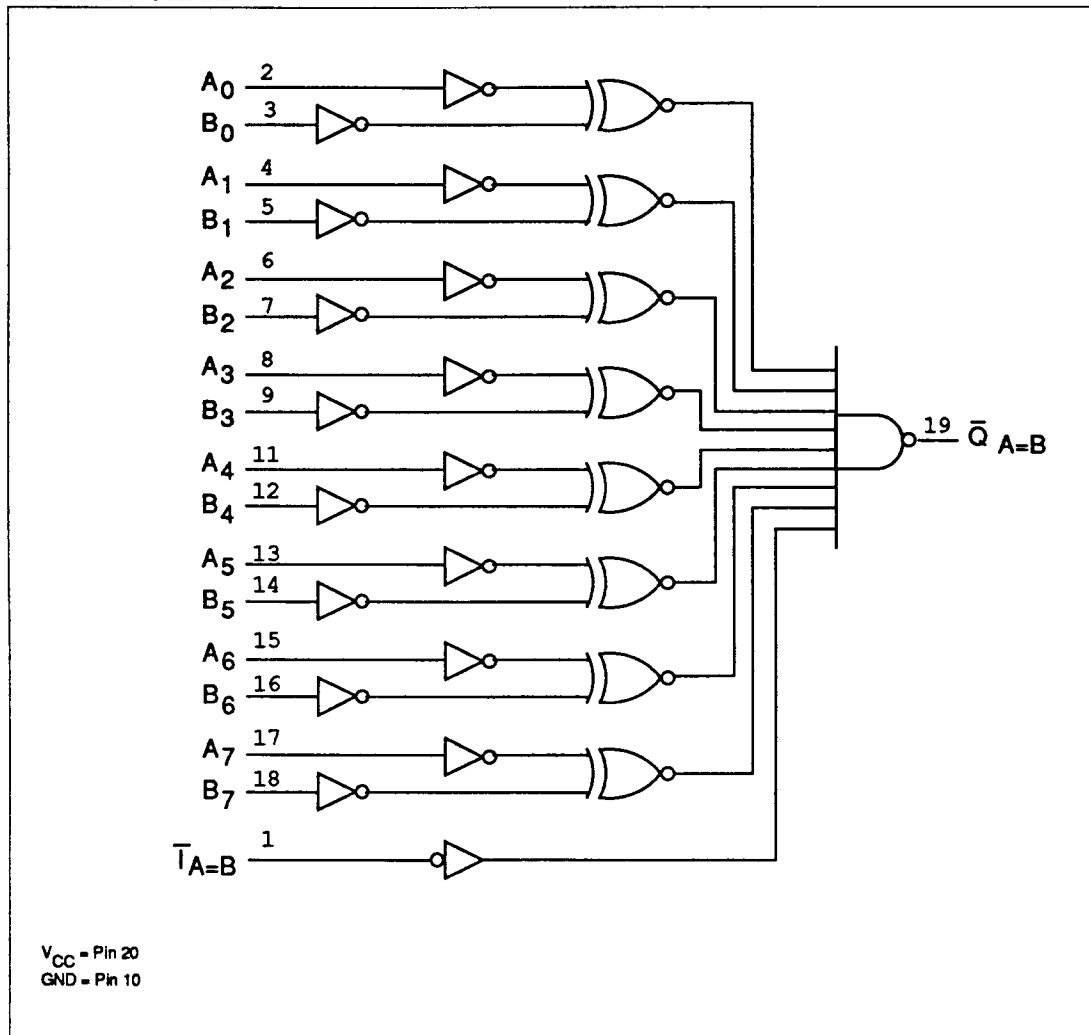 A0 2
B0 3
A1 4
B1 5
A2 6
B2 7
A3 8
B3 9
A4 11
B4 12
A5 13
B5 14
A6 15
B6 16
A7 17
B7 18
ĪA=B 1
19 Q̄ A=B
VCC = Pin 20
GND = Pin 10